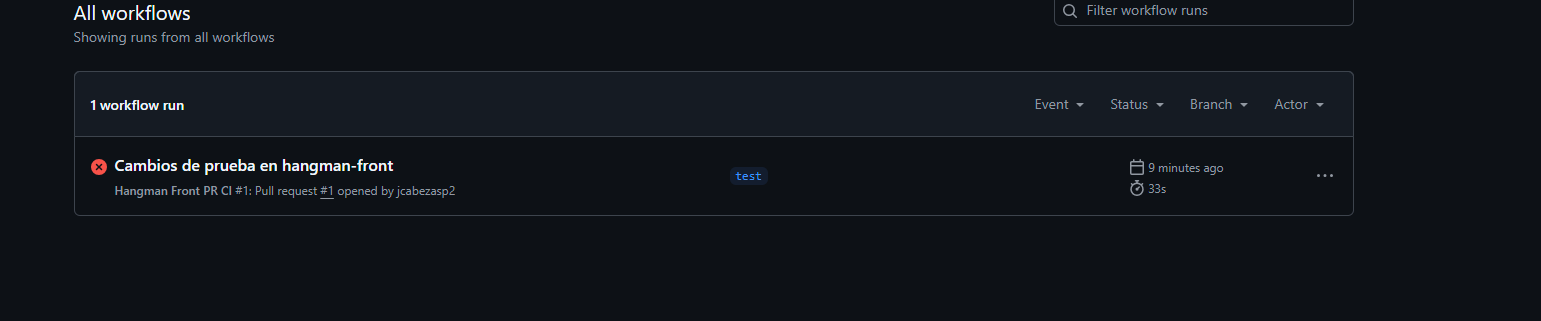 All workflows
Filter workflow runs
Showing runs from all workflows
1 workflow run
Event Status Branch Actor
Cambios de prueba en hangman-front
Hangman Front PR CI #1: Pull request #1 opened by jcabezasp2
test
9 minutes ago
33s